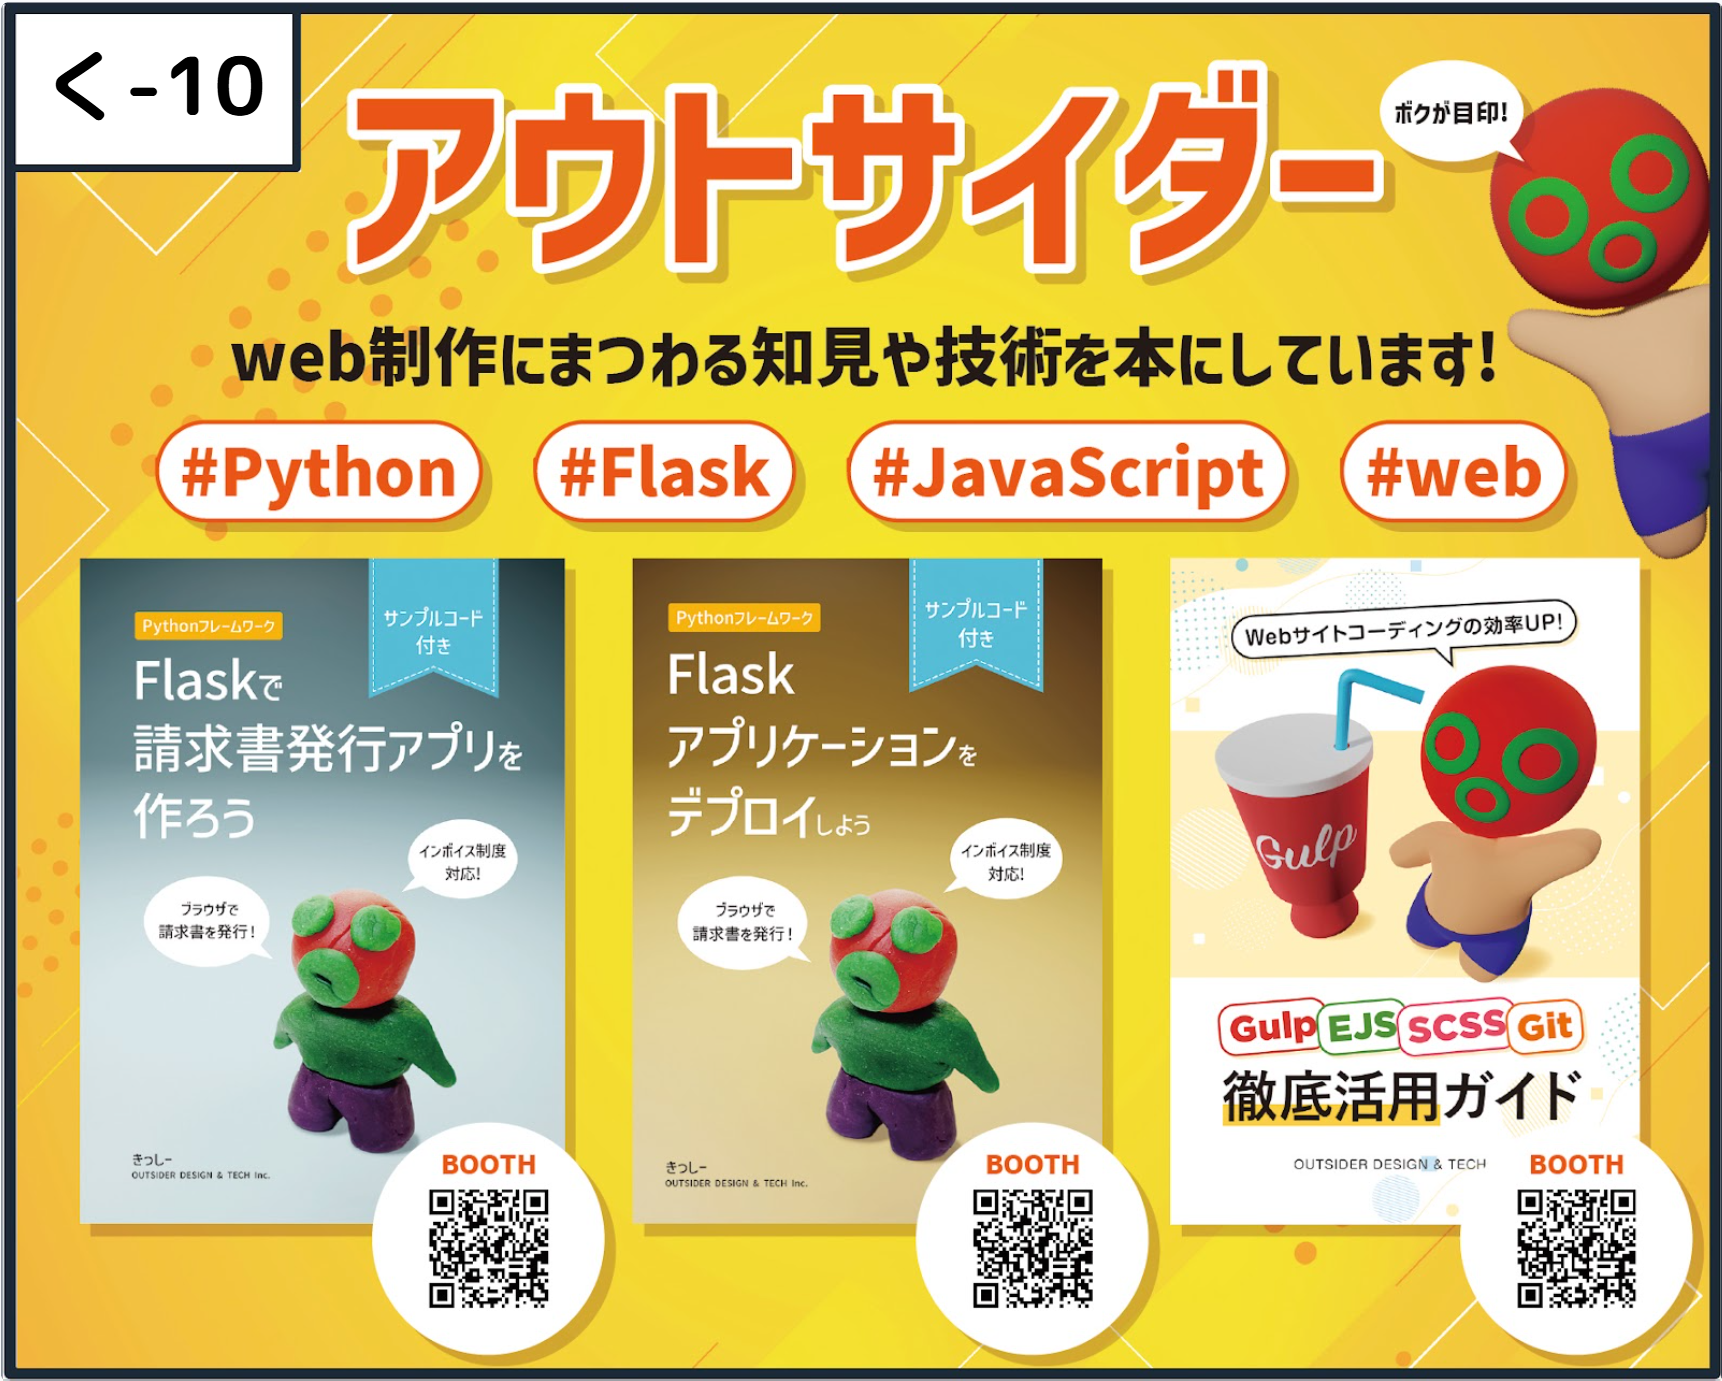 く-10
アウトサイダー
ボクが目印!
web制作にまつわる知見や技術を本にしています!
#Python
#Flask
#JavaScript
#web
Pythonフレームワーク
サンプルコード
付き
Flaskで
請求書発行アプリを
作ろう
インボイス制度
対応!
ブラウザで
請求書を発行!
きっしー
OUTSIDER DESIGN & TECH Inc.
BOOTH
Pythonフレームワーク
サンプルコード
付き
Flask
アプリケーションを
デプロイしよう
インボイス制度
対応!
ブラウザで
請求書を発行!
きっしー
OUTSIDER DESIGN & TECH Inc.
BOOTH
Webサイトコーディングの効率UP!
Gulp
Gulp EJS SCSS Git
徹底活用ガイド
OUTSIDER DESIGN & TECH
BOOTH